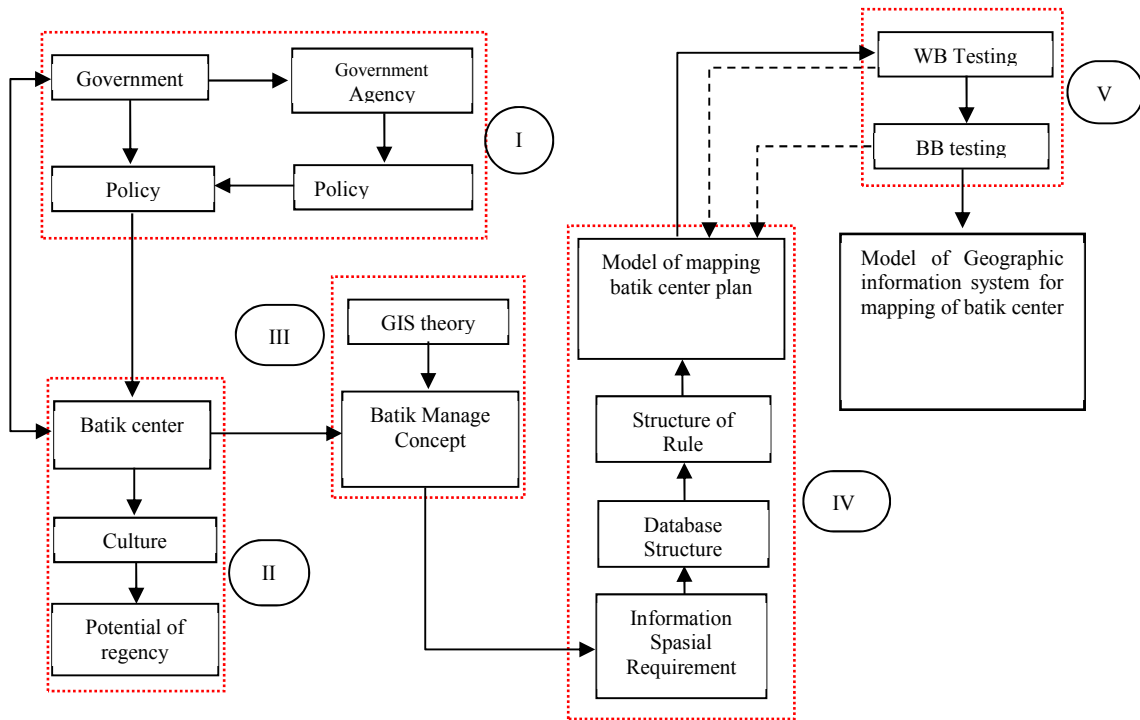 Government
Government
Agency
Policy
Policy
I
Batik center
Culture
Potential of
regency
II
III
GIS theory
Batik Manage
Concept
Model of mapping
batik center plan
Structure of
Rule
Database
Structure
Information
Spasial
Requirement
IV
WB Testing
BB testing
V
Model of Geographic
information system for
mapping of batik center